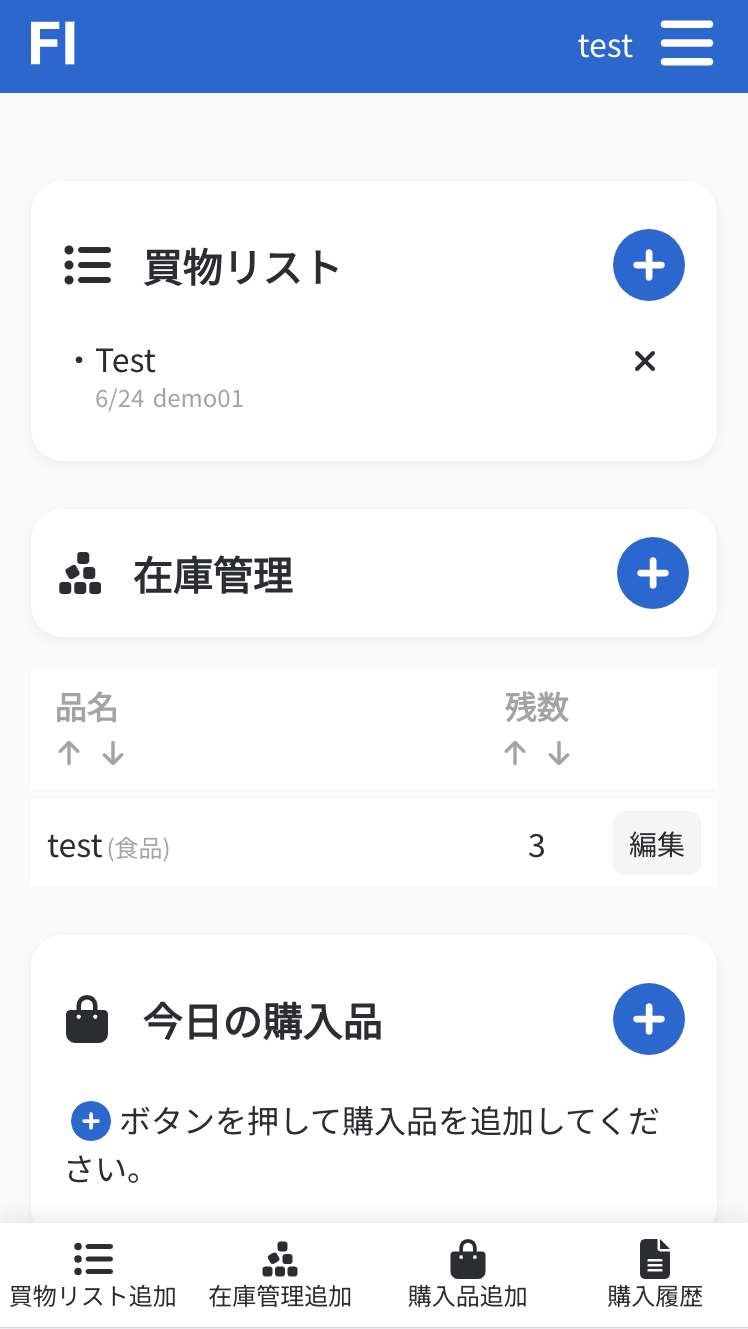 FI
test
買物リスト
・Test
6/24 demo01
在庫管理
品名
残数
↑ ↓
↑ ↓
test (食品)
3
編集
今日の購入品
ボタンを押して購入品を追加してくだ
さい。
買物リスト追加
在庫管理追加
購入品追加
購入履歴